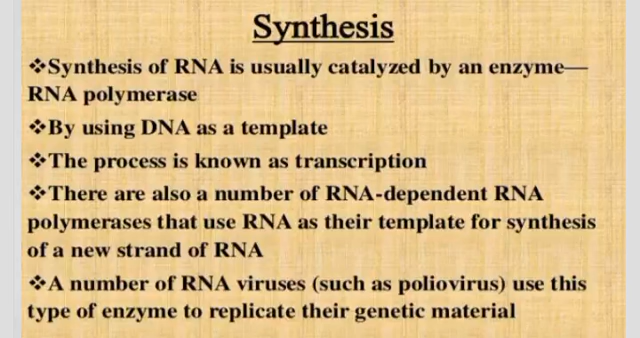 Synthesis
❖Synthesis of RNA is usually catalyzed by an enzyme—
RNA polymerase
❖By using DNA as a template
❖The process is known as transcription
❖There are also a number of RNA-dependent RNA
polymerases that use RNA as their template for synthesis
of a new strand of RNA
❖A number of RNA viruses (such as poliovirus) use this
type of enzyme to replicate their genetic material